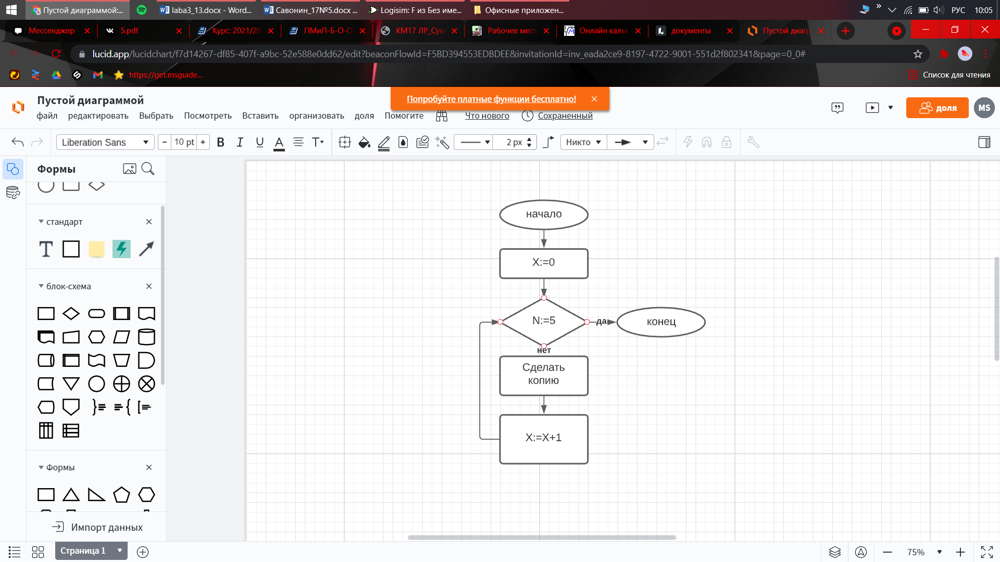 Пустой диаграммой:...
laba3_13.docx - Word...
Савонин_17№5.docx ...
Logisim: F из Без име...
Офисные приложен...
РУС
10:05
Мессенджер
5.pdf
Курс: 2021/20
ПМиП-Б-О-О
КМ17 ЛР_Сум
Рабочее мест
Онлайн кальк
документы
Пустой диагр
lucid.app/lucidchart/f7d14267-df85-407f-a9bc-52e588e0dd62/edit?beaconFlowId=F5BD394553EDBDEE&invitationId=inv_eada2ce9-8197-4722-9001-551d2f802341&page=0_0#
https://get.msguide...
Список для чтения
Попробуйте платные функции бесплатно!
Пустой диаграммой
файл
редактировать
Выбрать
Посмотреть
Вставить
организовать
доля
Помогите
Что нового
Сохраненный
доля
MS
Liberation Sans
10 pt
B
I
U
A
2 px
Никто
Формы
стандарт
T
блок-схема
Формы
Импорт данных
начало
X:=0
N:=5
да
конец
нет
Сделать
копию
X:=X+1
Страница 1
75%